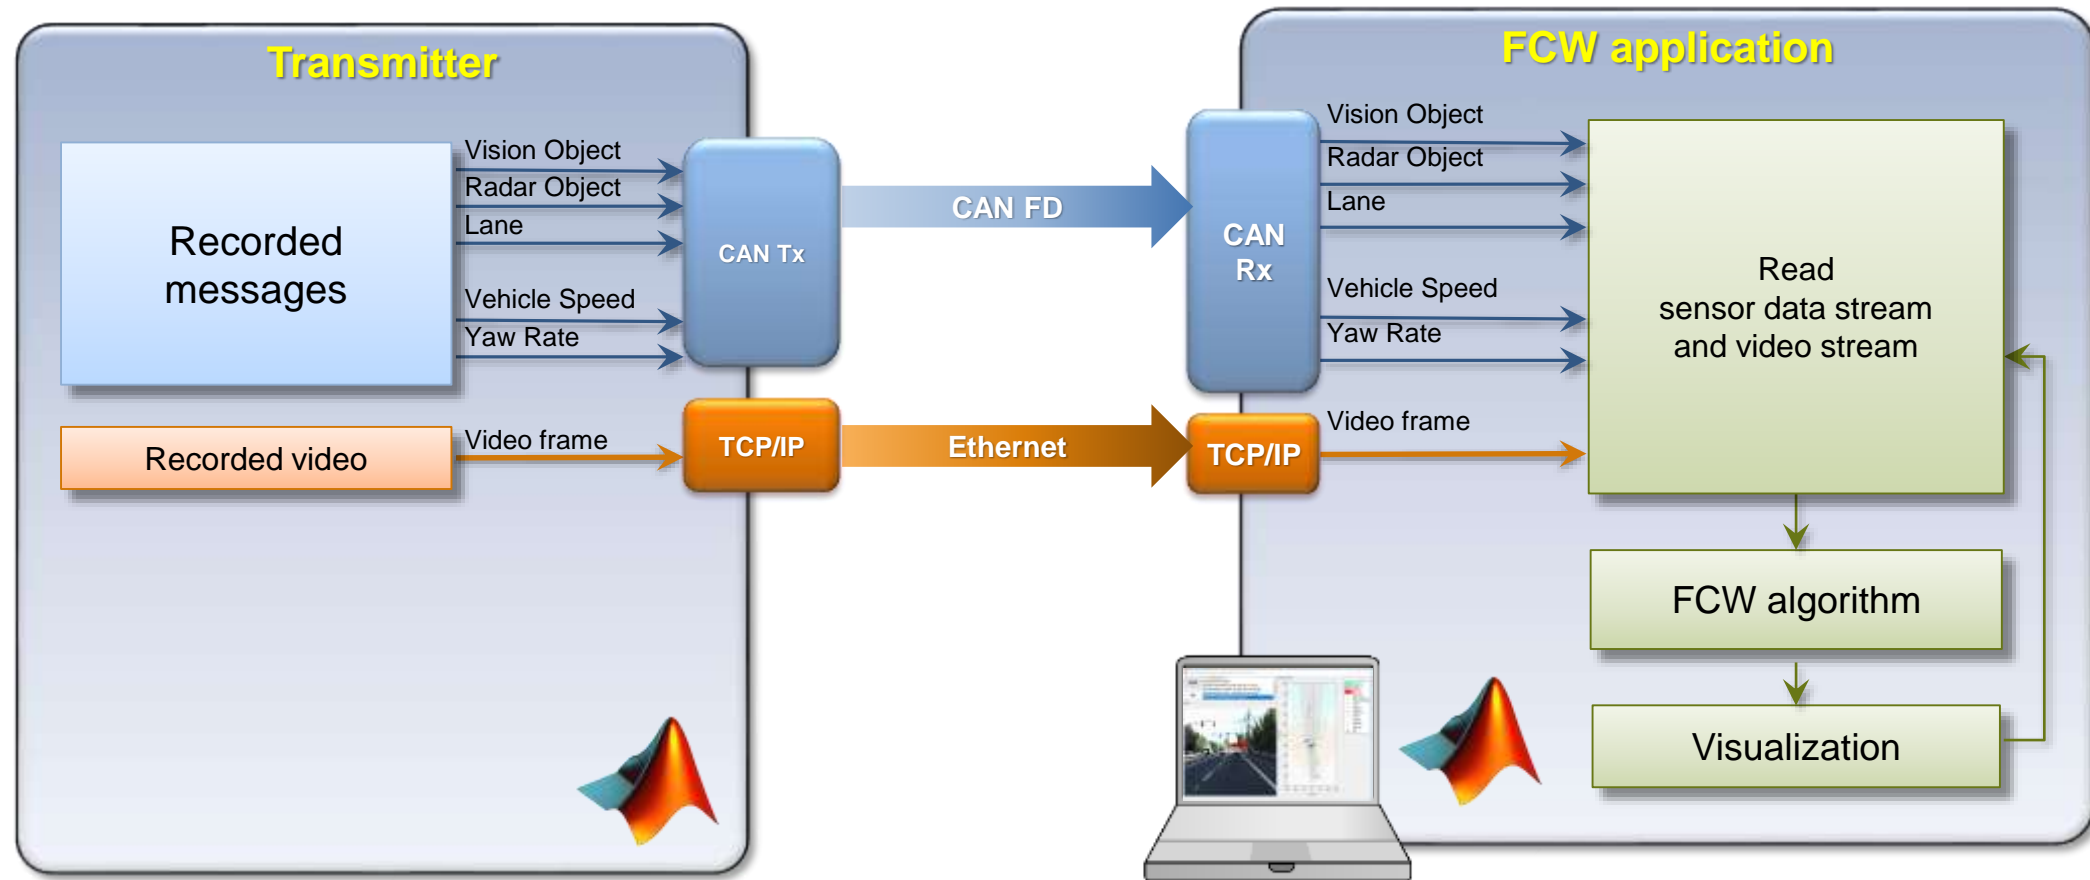 Transmitter
Recorded
messages
Vision Object
Radar Object
Lane
Vehicle Speed
Yaw Rate
CAN Tx
Recorded video
Video frame
TCP/IP
CAN FD
Ethernet
FCW application
CAN
Rx
Vision Object
Radar Object
Lane
Vehicle Speed
Yaw Rate
TCP/IP
Video frame
Read
sensor data stream
and video stream
FCW algorithm
Visualization